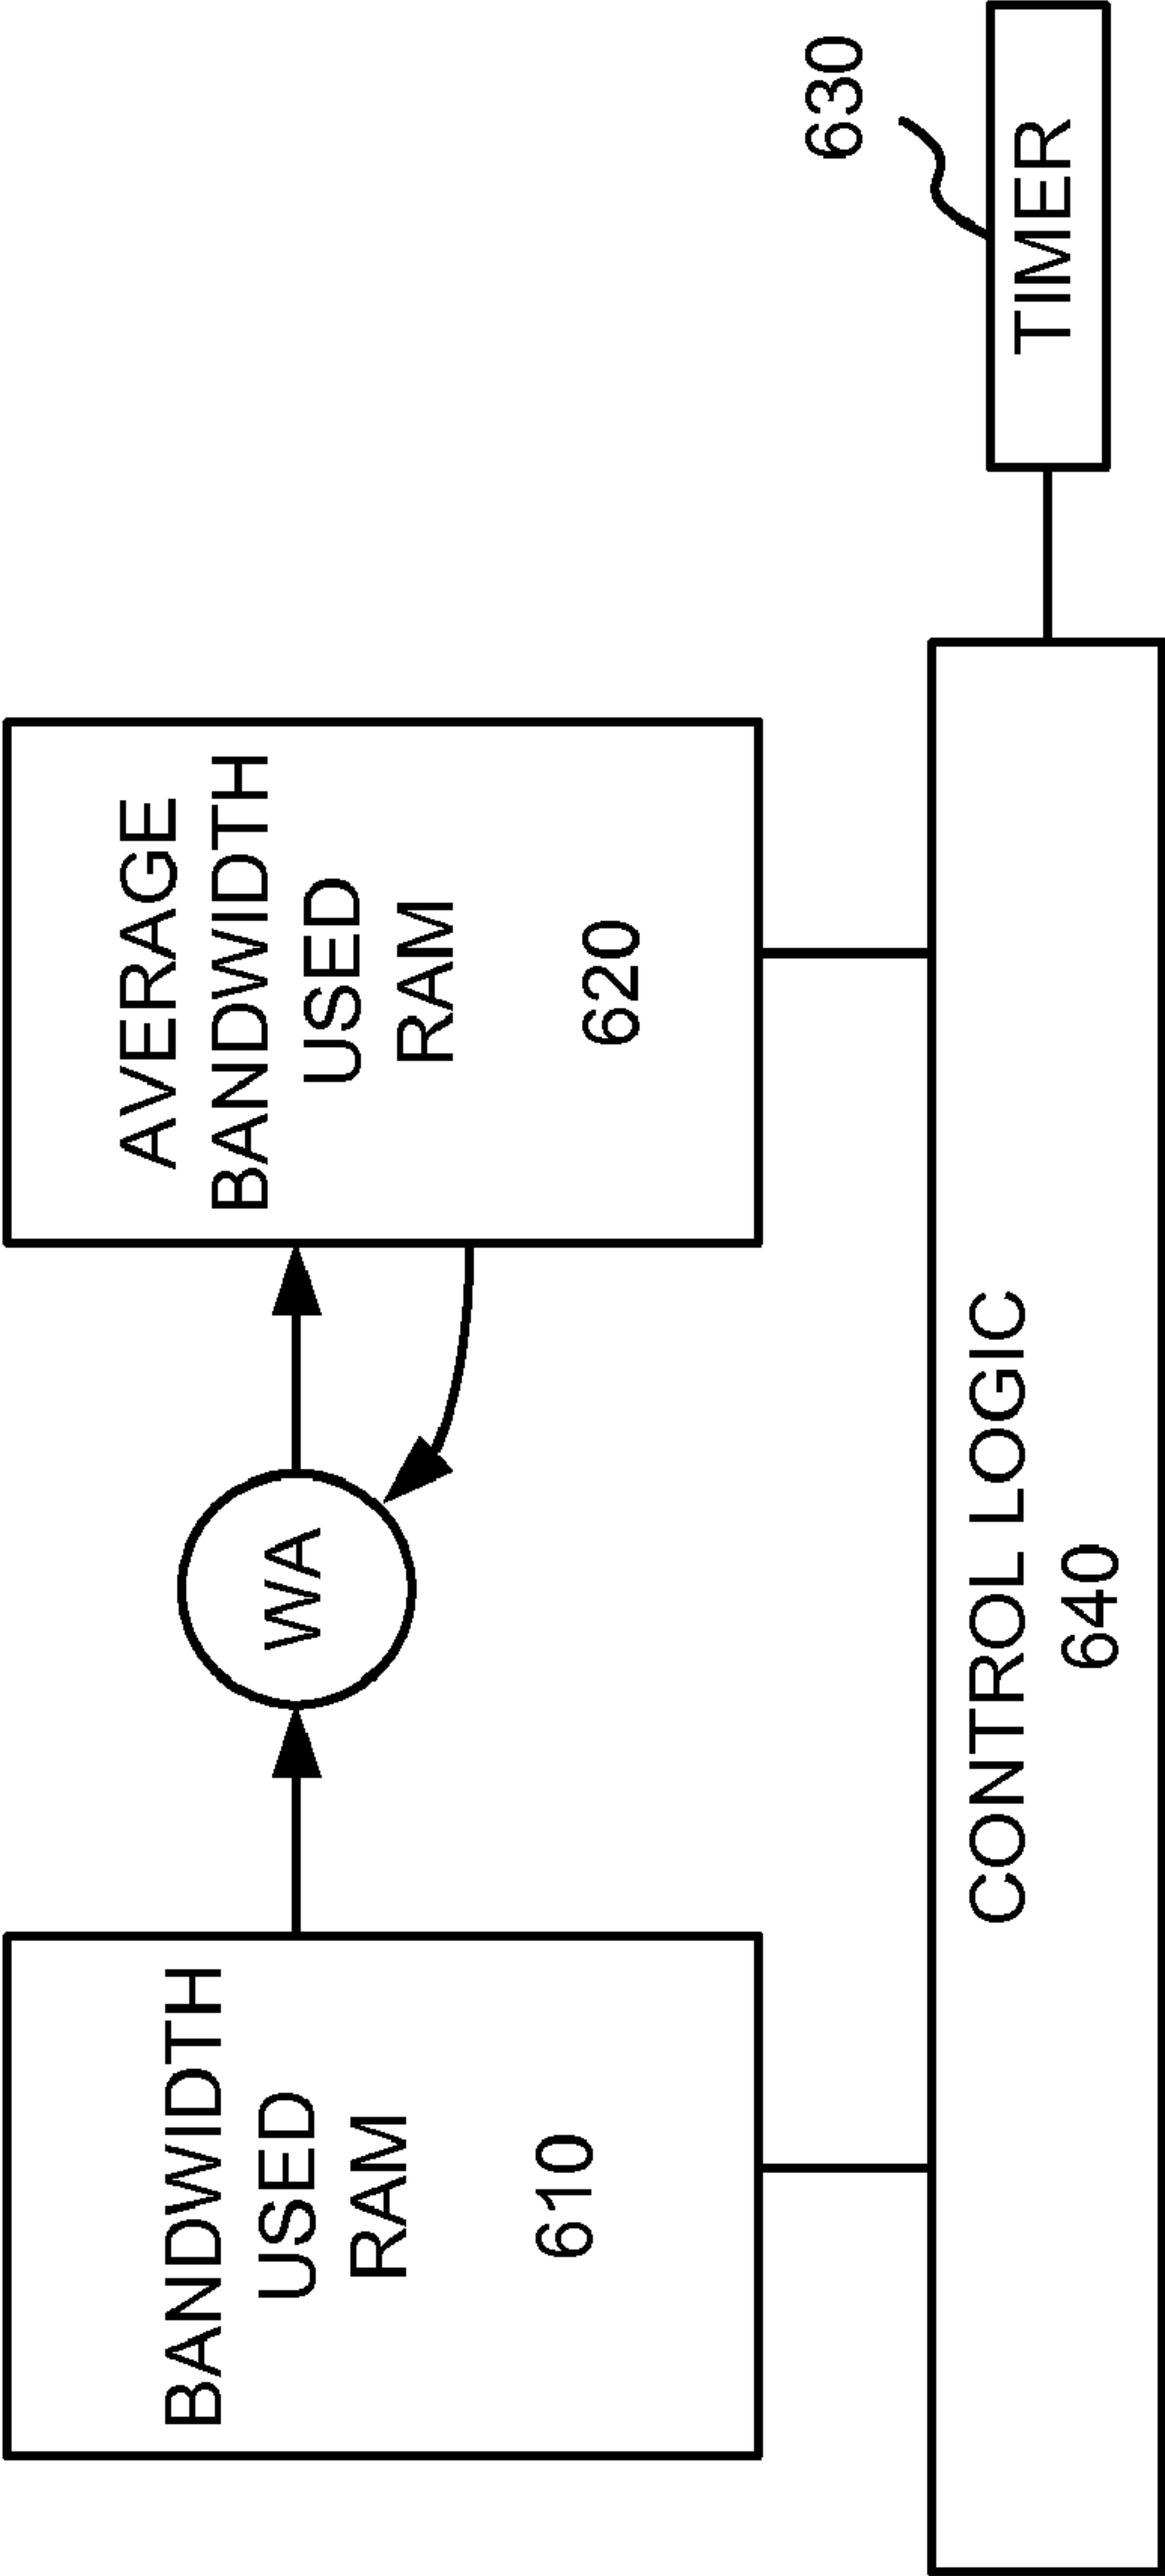 BANDWIDTH
USED
RAM
610
WA
AVERAGE
BANDWIDTH
USED
RAM
620
630
TIMER
CONTROL LOGIC
640